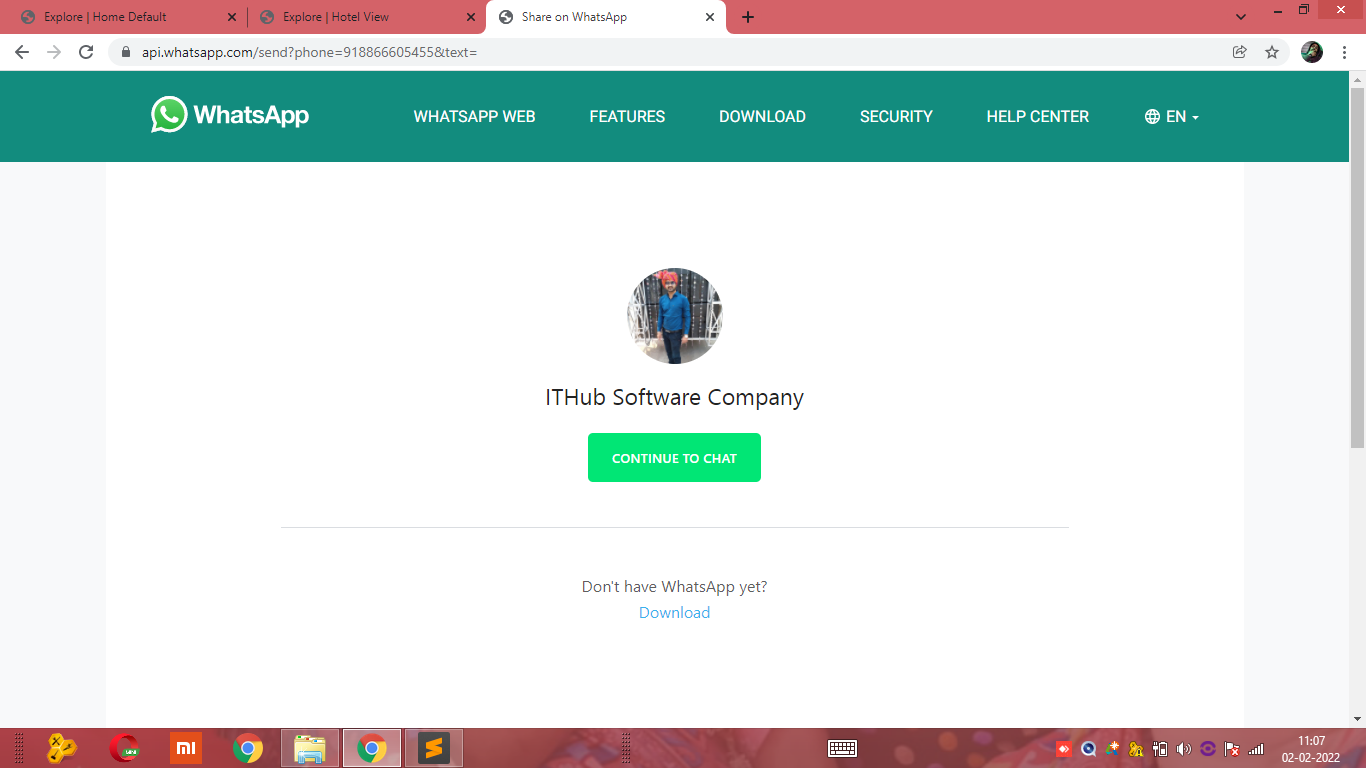 Explore | Home Default
Explore | Hotel View
Share on WhatsApp
api.whatsapp.com/send?phone=918866605455&text=
WhatsApp
WHATSAPP WEB
FEATURES
DOWNLOAD
SECURITY
HELP CENTER
EN
ITHub Software Company
CONTINUE TO CHAT
Don't have WhatsApp yet?
Download
mi
11:07
02-02-2022